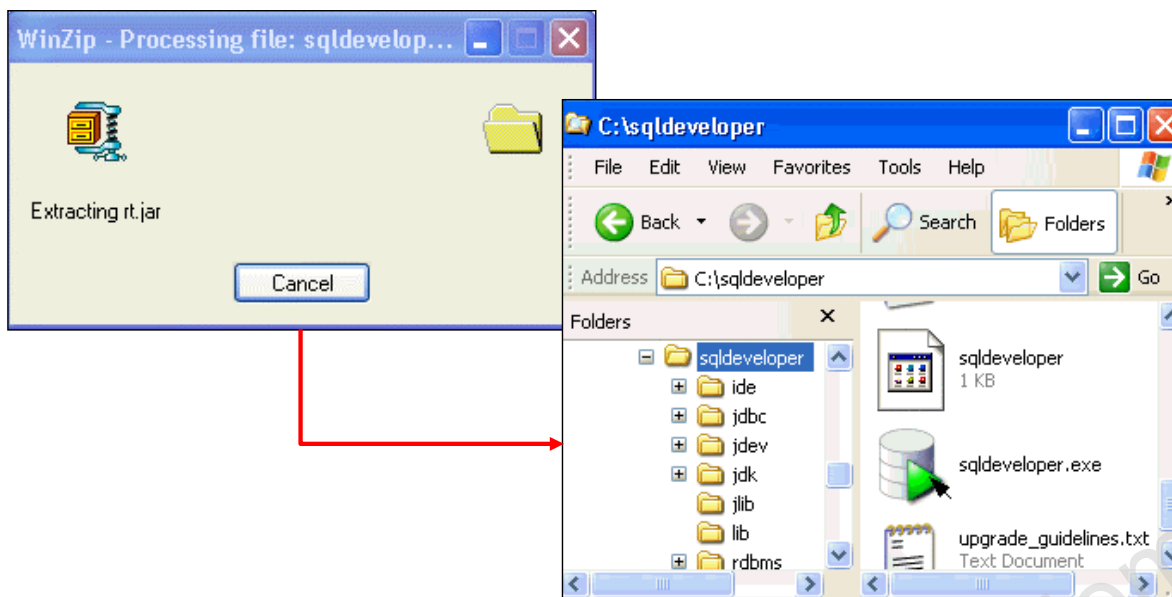 WinZip - Processing file: sqldevelop...
Extracting rt.jar
Cancel
C:\sqldeveloper
File Edit View Favorites Tools Help
Back Search Folders
Address C:\sqldeveloper Go
Folders
sqldeveloper
ide
jdbc
jdev
jdk
jlib
lib
rdbms
sqldeveloper
1 KB
sqldeveloper.exe
upgrade_guidelines.txt
Text Document